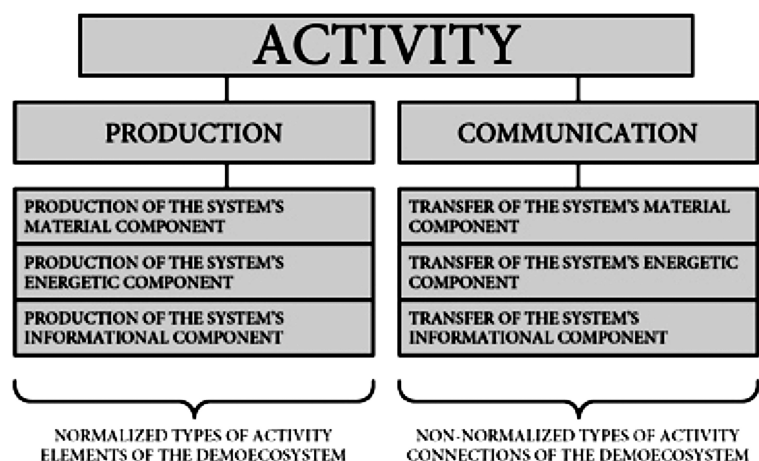 ACTIVITY
PRODUCTION
PRODUCTION OF THE SYSTEM'S
MATERIAL COMPONENT
PRODUCTION OF THE SYSTEM'S
ENERGETIC COMPONENT
PRODUCTION OF THE SYSTEM'S
INFORMATIONAL COMPONENT
NORMALIZED TYPES OF ACTIVITY
ELEMENTS OF THE DEMOECOSYSTEM
COMMUNICATION
TRANSFER OF THE SYSTEM'S MATERIAL
COMPONENT
TRANSFER OF THE SYSTEM'S ENERGETIC
COMPONENT
TRANSFER OF THE SYSTEM'S
INFORMATIONAL COMPONENT
NON-NORMALIZED TYPES OF ACTIVITY
CONNECTIONS OF THE DEMOECOSYSTEM